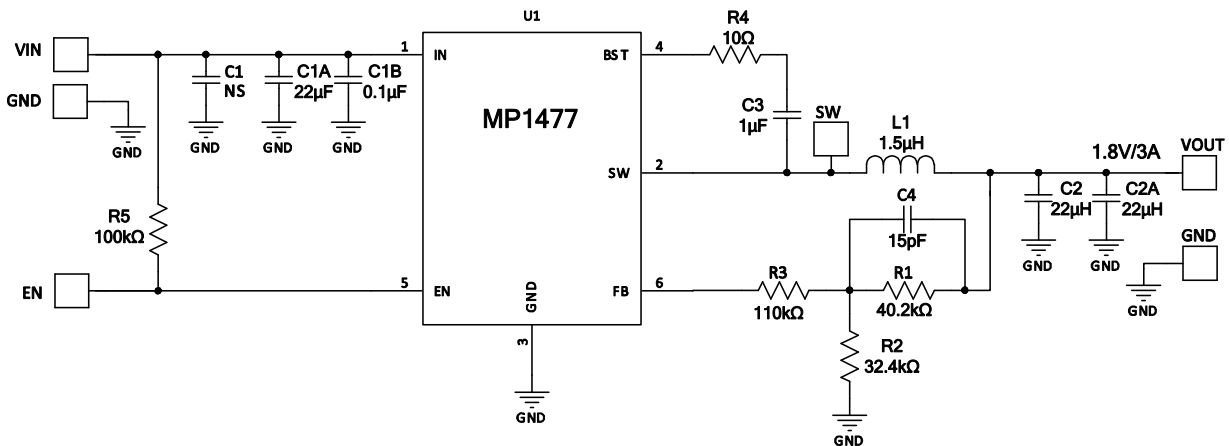 U1
VIN
GND
GND
C1
NS
GND
C1A
22µF
GND
C1B
0.1µF
GND
R5
100kΩ
EN
1
IN
5
EN
MP1477
BST
4
SW
2
FB
6
GND
3
GND
R4
10Ω
C3
1µF
SW
L1
1.5µH
C4
15pF
R3
110kΩ
R1
40.2kΩ
R2
32.4kΩ
GND
1.8V/3A
VOUT
C2
22µH
GND
C2A
22µH
GND
GND
GND